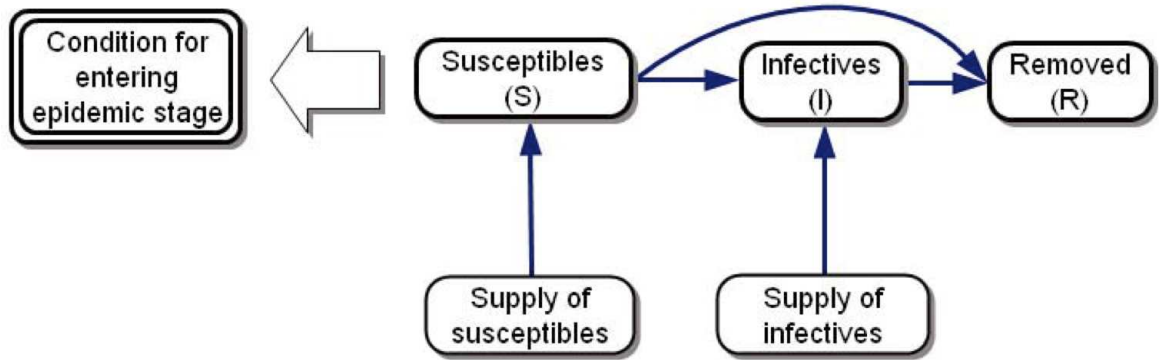 Condition for
entering
epidemic stage
Susceptibles
(S)
Infectives
(I)
Removed
(R)
Supply of
susceptibles
Supply of
infectives